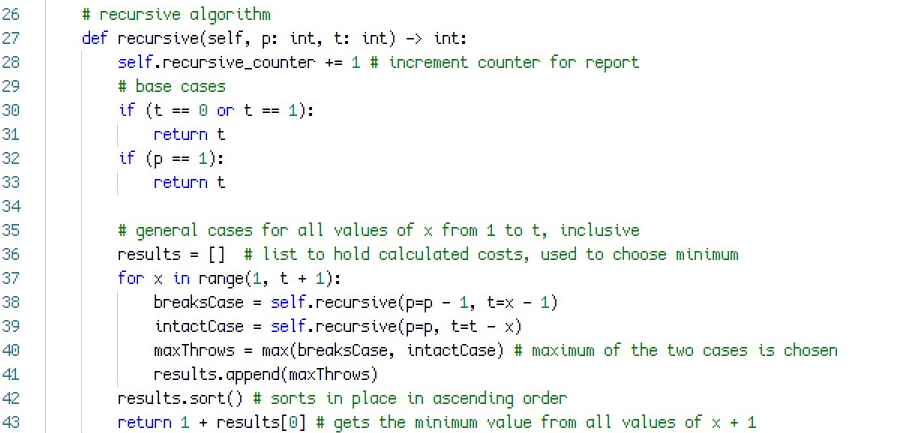 26 # recursive algorithm
27 def recursive(self, p: int, t: int) -> int:
28 self.recursive_counter += 1 # increment counter for report
29 # base cases
30 if (t == 0 or t == 1):
31 return t
32 if (p == 1):
33 return t
34
35 # general cases for all values of x from 1 to t, inclusive
36 results = [] # list to hold calculated costs, used to choose minimum
37 for x in range(1, t + 1):
38 breaksCase = self.recursive(p=p - 1, t=x - 1)
39 intactCase = self.recursive(p=p, t=t - x)
40 maxThrows = max(breaksCase, intactCase) # maximum of the two cases is chosen
41 results.append(maxThrows)
42 results.sort() # sorts in place in ascending order
43 return 1 + results[0] # gets the minimum value from all values of x + 1